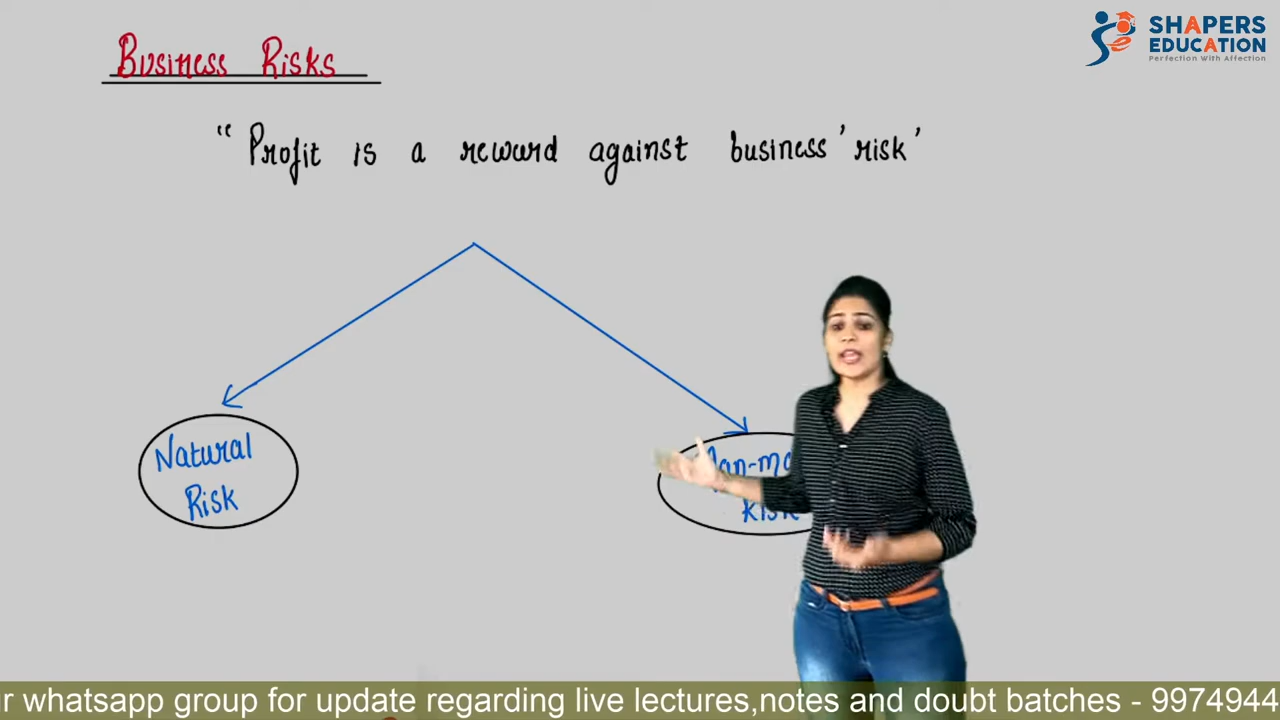 SHAPERS
EDUCATION
Perfection With Affection
Business Risks
" Profit is a reward against business 'risk'
Natural
Risk
Risk
whatsapp group for update regarding live lectures,notes and doubt batches - 9974944